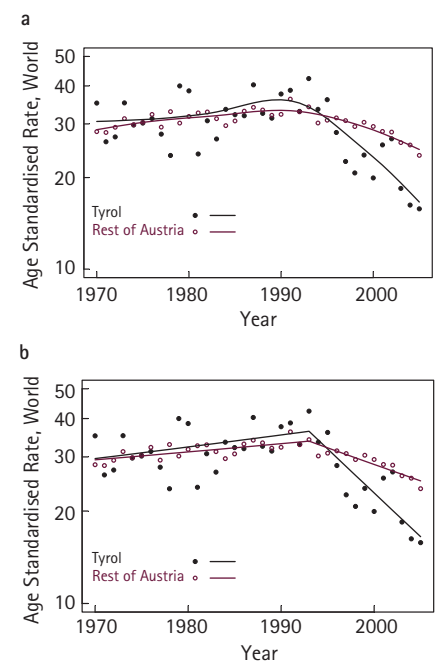 a
Age Standardised Rate, World
50
40
30
20
10
Tyrol
Rest of Austria
1970 1980 1990 2000
Year
b
Age Standardised Rate, World
50
40
30
20
10
Tyrol
Rest of Austria
1970 1980 1990 2000
Year